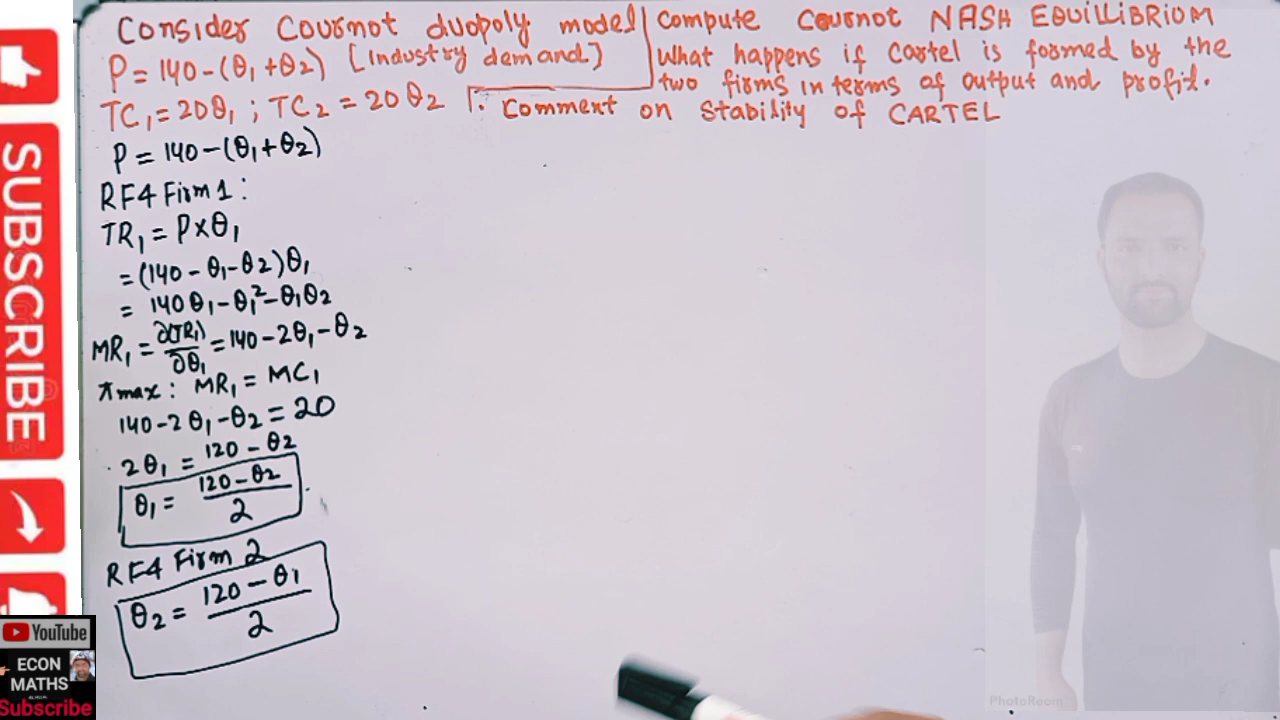 Consider Cournot duopoly model
P = 140 - (θ₁ + θ2) [Industry demand]
TC₁ = 20θ₁ ; TC₂ = 20θ2
Compute Cournot NASH EQUILLIBRIUM
What happens if Cartel is formed by the
two firms in terms of output and profit.
: Comment on Stability of CARTEL
P = 140 - (θ₁ + θ2)
RF4 Firm 1 :
TR₁ = P×θ₁
= (140 - θ₁ - θ2)θ₁
= 140θ₁ - θ₁² - θ₁θ2
MR₁ = ∂(TR₁)/∂θ₁ = 140 - 2θ₁ - θ2
πmax : MR₁ = MC₁
140 - 2θ₁ - θ2 = 20
2θ₁ = 120 - θ2
θ₁ = 120 - θ2 / 2
RF4 Firm 2
θ2 = 120 - θ₁ / 2
SUBSCRIBE
YouTube
ECON
MATHS
Subscribe
PhotoRoom